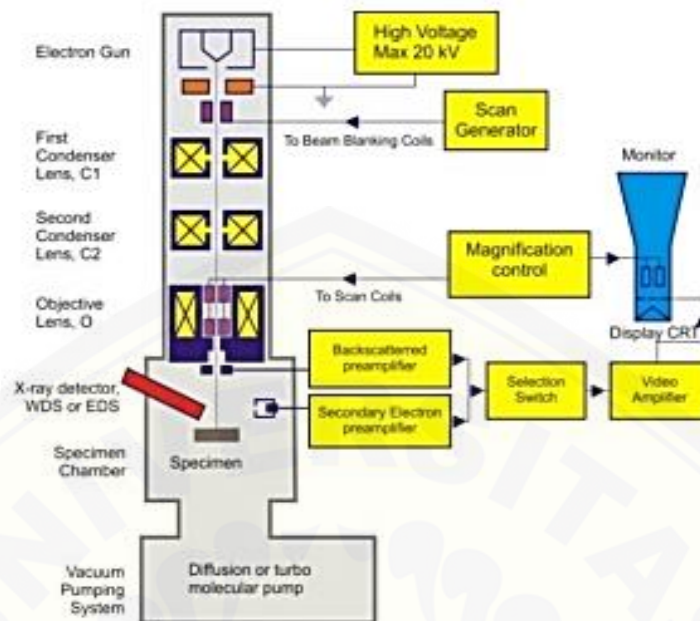 Electron Gun
High Voltage
Max 20 kV
Scan
Generator
To Beam Blanking Coils
First
Condenser
Lens, C1
Monitor
Second
Condenser
Lens, C2
Magnification
control
To Scan Coils
Objective
Lens, O
Display CRT
Backscatterred
preamplifier
X-ray detector,
WDS or EDS
Selection
Switch
Video
Amplifier
Secondary Electron
preamplifier
Specimen
Chamber
Specimen
Vacuum
Pumping
System
Diffusion or turbo
molecular pump
UNIVERSITA